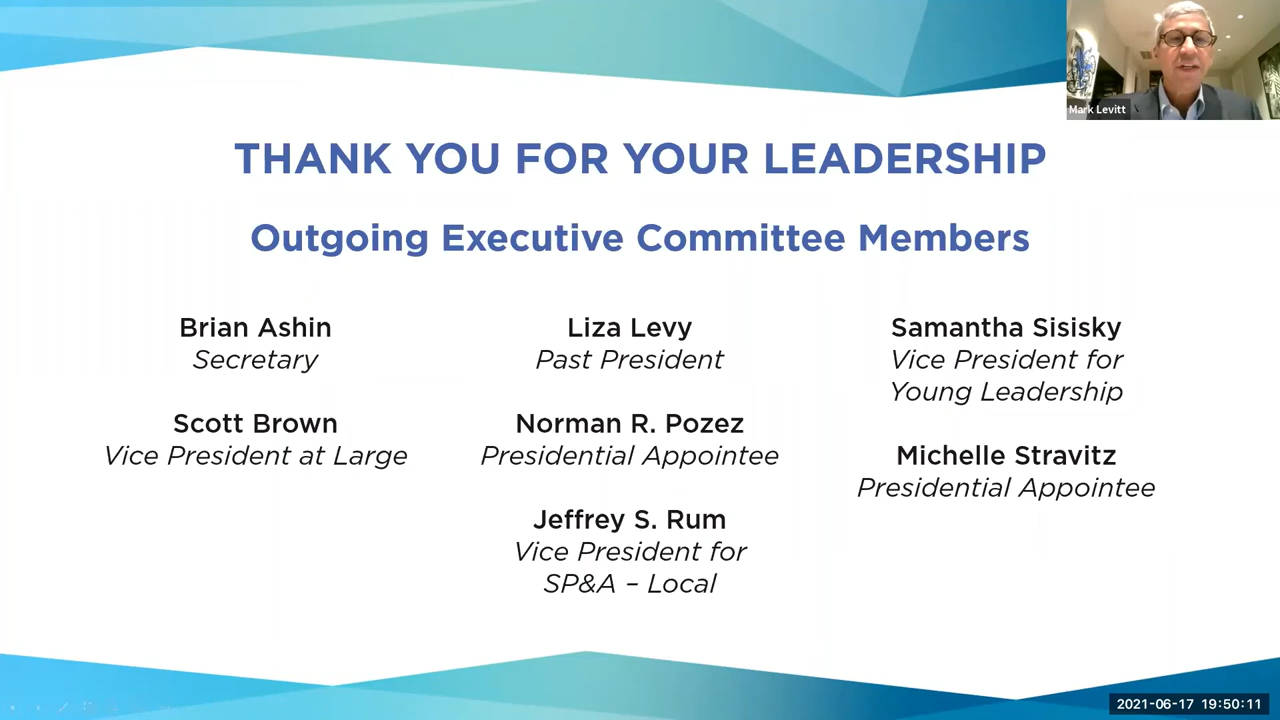 Mark Levitt
THANK YOU FOR YOUR LEADERSHIP
Outgoing Executive Committee Members
Brian Ashin
Secretary
Scott Brown
Vice President at Large
Liza Levy
Past President
Norman R. Pozez
Presidential Appointee
Jeffrey S. Rum
Vice President for
SP&A – Local
Samantha Sisisky
Vice President for
Young Leadership
Michelle Stravitz
Presidential Appointee
2021-06-17 19:50:11